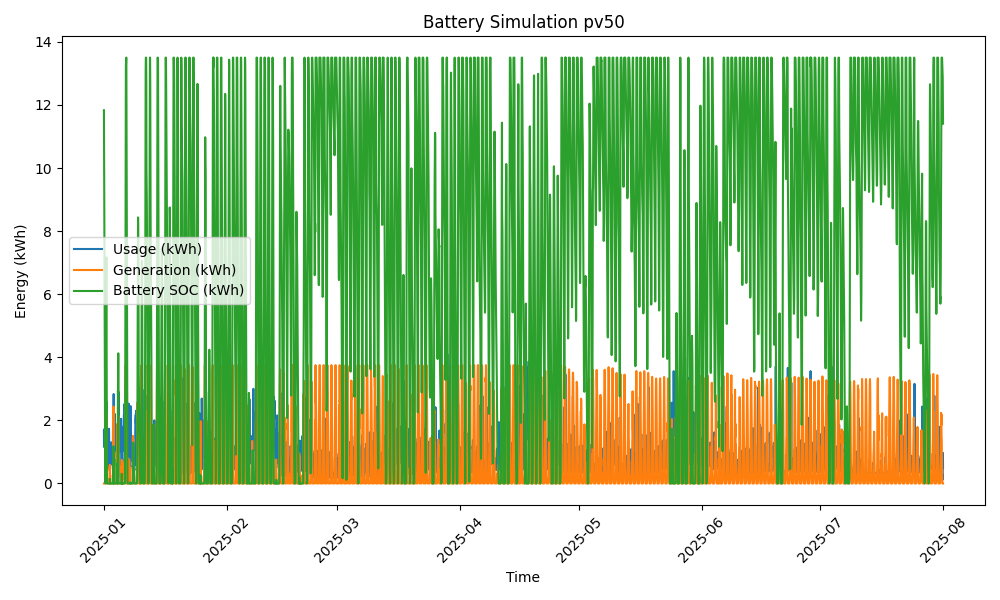 Battery Simulation pv50
Energy (kWh)
14
12
10
8
6
4
2
0
Usage (kWh)
Generation (kWh)
Battery SOC (kWh)
2025-01
2025-02
2025-03
2025-04
2025-05
2025-06
2025-07
2025-08
Time